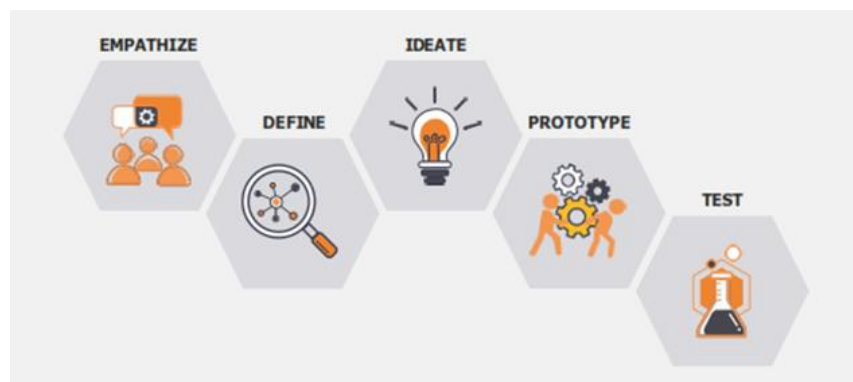 EMPATHIZE
DEFINE
IDEATE
PROTOTYPE
TEST